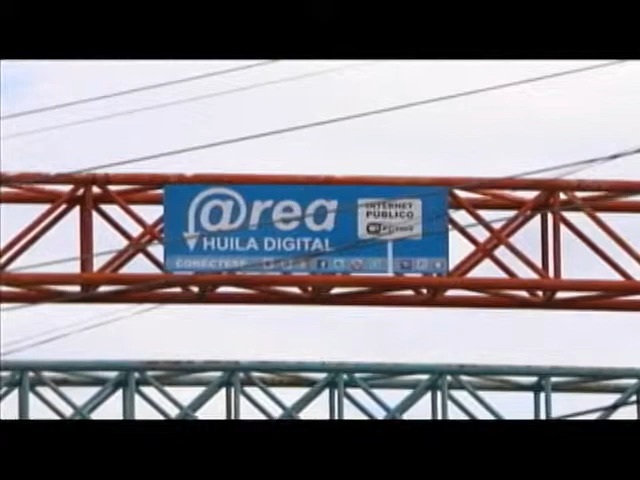 @rea
HUILA DIGITAL
INTERNET
PÚBLICO
CONÉCTESE